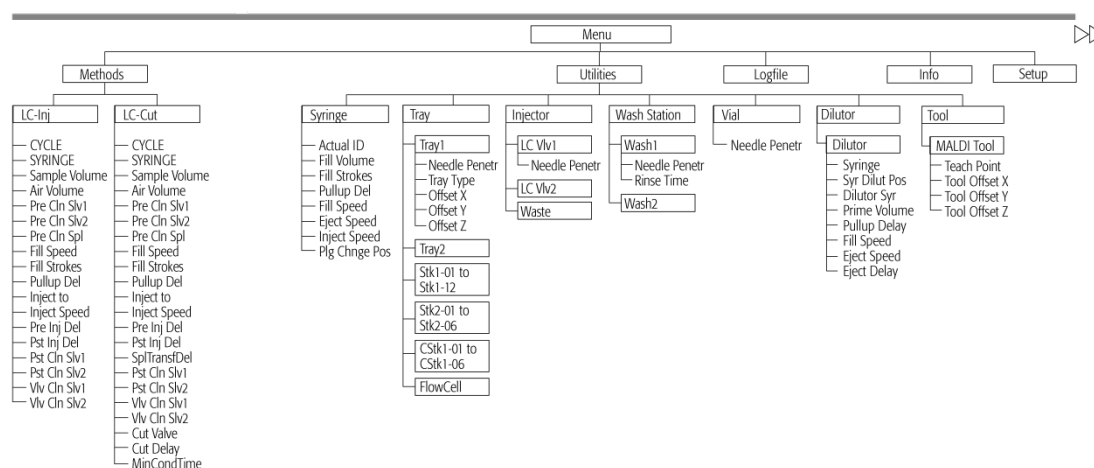 Menu
Methods
Utilities
Logfile
Info
Setup
LC-Inj
CYCLE
SYRINGE
Sample Volume
Air Volume
Pre Cln Slv1
Pre Cln Slv2
Pre Cln Spl
Fill Speed
Fill Strokes
Pullup Del
Inject to
Inject Speed
Pre Inj Del
Pst Inj Del
Pst Cln Slv1
Pst Cln Slv2
Vlv Cln Slv1
Vlv Cln Slv2
LC-Cut
CYCLE
SYRINGE
Sample Volume
Air Volume
Pre Cln Slv1
Pre Cln Slv2
Pre Cln Spl
Fill Speed
Fill Strokes
Pullup Del
Inject to
Inject Speed
Pre Inj Del
Pst Inj Del
SplTransfDel
Pst Cln Slv1
Pst Cln Slv2
Vlv Cln Slv1
Vlv Cln Slv2
Cut Valve
Cut Delay
MinCondTime
Syringe
Actual ID
Fill Volume
Fill Strokes
Pullup Del
Fill Speed
Eject Speed
Inject Speed
Plg Chnge Pos
Tray
Tray1
Needle Penetr
Tray Type
Offset X
Offset Y
Offset Z
Tray2
Stk1-01 to
Stk1-12
Stk2-01 to
Stk2-06
CStk1-01 to
CStk1-06
FlowCell
Injector
LC Vlv1
Needle Penetr
LC Vlv2
Waste
Wash Station
Wash1
Needle Penetr
Rinse Time
Wash2
Vial
Needle Penetr
Dilutor
Dilutor
Syringe
Syr Dilut Pos
Dilutor Syr
Prime Volume
Pullup Delay
Fill Speed
Eject Speed
Eject Delay
Tool
MALDI Tool
Teach Point
Tool Offset X
Tool Offset Y
Tool Offset Z